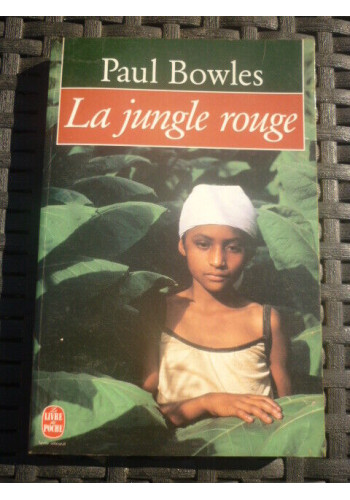 Paul Bowles
La jungle rouge
LE LIVRE
DE POCHE